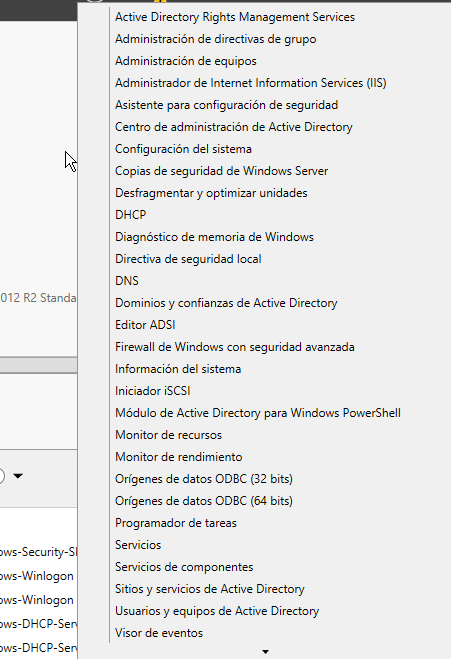 Active Directory Rights Management Services
Administración de directivas de grupo
Administración de equipos
Administrador de Internet Information Services (IIS)
Asistente para configuración de seguridad
Centro de administración de Active Directory
Configuración del sistema
Copias de seguridad de Windows Server
Desfragmentar y optimizar unidades
DHCP
Diagnóstico de memoria de Windows
Directiva de seguridad local
DNS
Dominios y confianzas de Active Directory
012 R2 Standa
Editor ADSI
Firewall de Windows con seguridad avanzada
Información del sistema
Iniciador iSCSI
Módulo de Active Directory para Windows PowerShell
Monitor de recursos
Monitor de rendimiento
Orígenes de datos ODBC (32 bits)
Orígenes de datos ODBC (64 bits)
Programador de tareas
Servicios
Servicios de componentes
Sitios y servicios de Active Directory
Usuarios y equipos de Active Directory
Visor de eventos
ows-Security-S
ows-Winlogon
ows-Winlogon
ows-DHCP-Ser
ows-DHCP-Ser